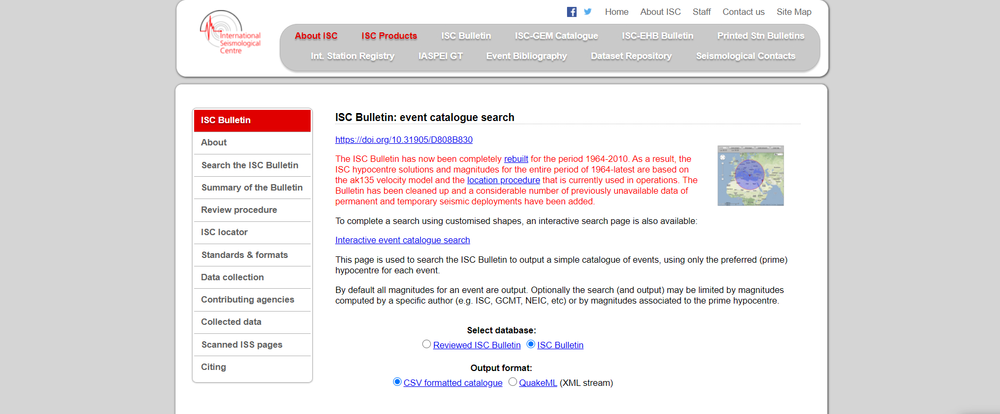 International
Seismological
Centre
Home About ISC Staff Contact us Site Map
About ISC ISC Products ISC Bulletin ISC-GEM Catalogue ISC-EHB Bulletin Printed Stn Bulletins
Int. Station Registry IASPEI GT Event Bibliography Dataset Repository Seismological Contacts
ISC Bulletin
About
Search the ISC Bulletin
Summary of the Bulletin
Review procedure
ISC locator
Standards & formats
Data collection
Contributing agencies
Collected data
Scanned ISS pages
Citing
ISC Bulletin: event catalogue search
https://doi.org/10.31905/D808B830
The ISC Bulletin has now been completely rebuilt for the period 1964-2010. As a result, the
ISC hypocentre solutions and magnitudes for the entire period of 1964-latest are based on
the ak135 velocity model and the location procedure that is currently used in operations. The
Bulletin has been cleaned up and a considerable number of previously unavailable data of
permanent and temporary seismic deployments have been added.
To complete a search using customised shapes, an interactive search page is also available:
Interactive event catalogue search
This page is used to search the ISC Bulletin to output a simple catalogue of events, using only the preferred (prime)
hypocentre for each event.
By default all magnitudes for an event are output. Optionally the search (and output) may be limited by magnitudes
computed by a specific author (e.g. ISC, GCMT, NEIC, etc) or by magnitudes associated to the prime hypocentre.
Select database:
Reviewed ISC Bulletin ISC Bulletin
Output format:
CSV formatted catalogue QuakeML (XML stream)